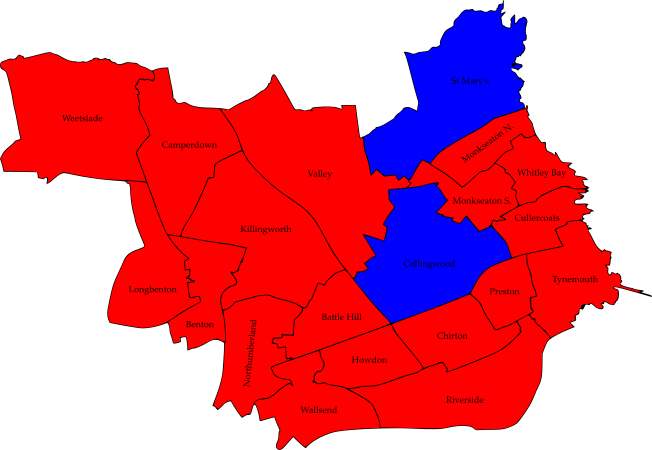 St Mary's
Weetslade
Monkseaton N.
Camperdown
Valley
Whitley Bay
Monkseaton S.
Cullercoats
Killingworth
Collingwood
Tynemouth
Longbenton
Preston
Battle Hill
Benton
Chirton
Northumberland
Howdon
Riverside
Wallsend